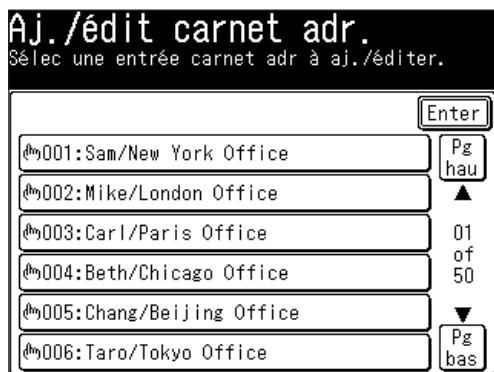 Aj./édit carnet adr.
Sélec une entrée carnet adr à aj./éditer.
Enter
001:Sam/New York Office
002:Mike/London Office
003:Carl/Paris Office
004:Beth/Chicago Office
005:Chang/Beijing Office
006:Taro/Tokyo Office
Pg
hau
01
of
50
Pg
bas